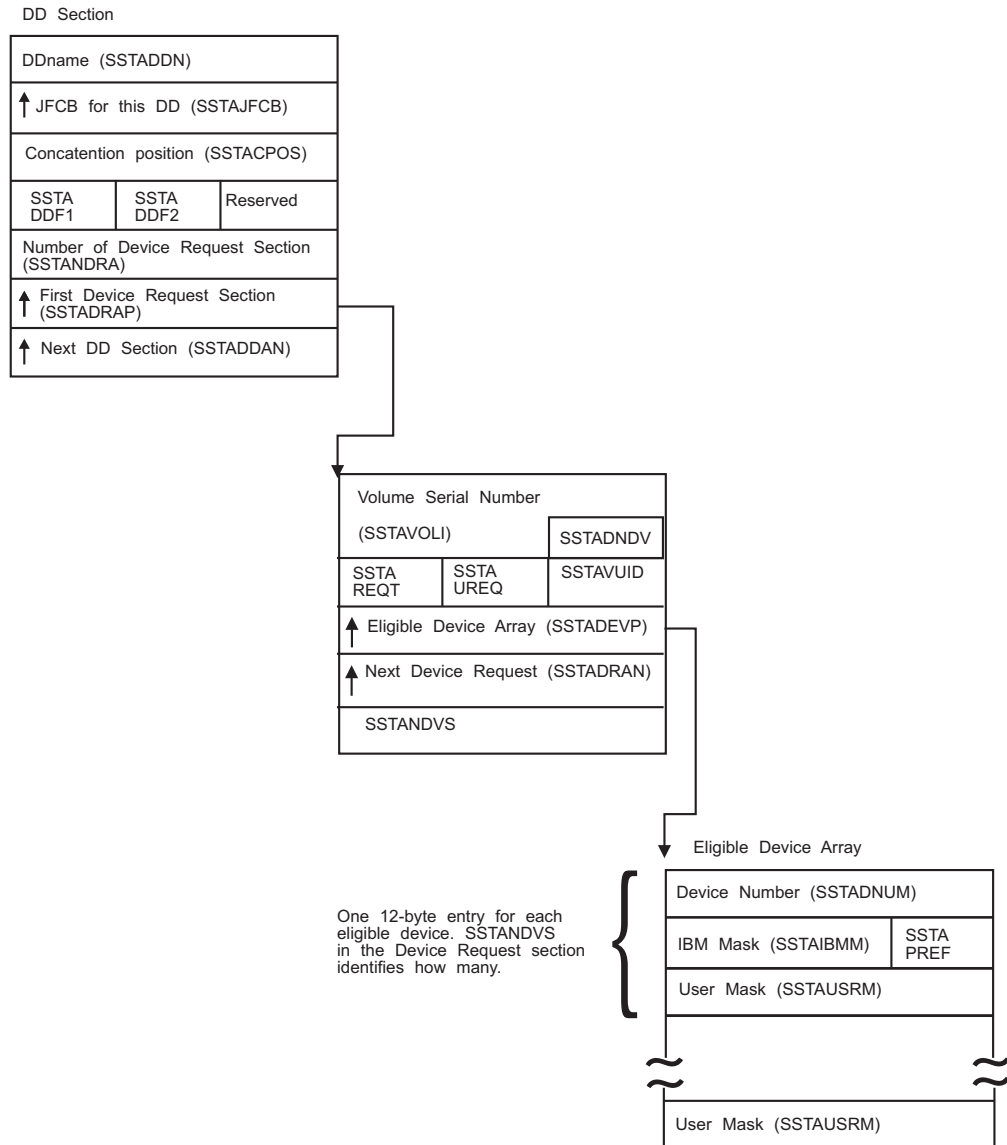 DD Section
DDname (SSTADDN)
JFCB for this DD (SSTAJFCB)
Concatention position (SSTACPOS)
SSTA
DDF1
SSTA
DDF2
Reserved
Number of Device Request Section
(SSTANDRA)
First Device Request Section
(SSTADRAP)
Next DD Section (SSTADDAN)
Volume Serial Number
(SSTAVOLI)
SSTADNDV
SSTA
REQT
SSTA
UREQ
SSTAVUID
Eligible Device Array (SSTADEVP)
Next Device Request (SSTADRAN)
SSTANDVS
Eligible Device Array
One 12-byte entry for each
eligible device. SSTANDVS
in the Device Request section
identifies how many.
Device Number (SSTADNUM)
IBM Mask (SSTAIBMM)
SSTA
PREF
User Mask (SSTAUSRM)
User Mask (SSTAUSRM)